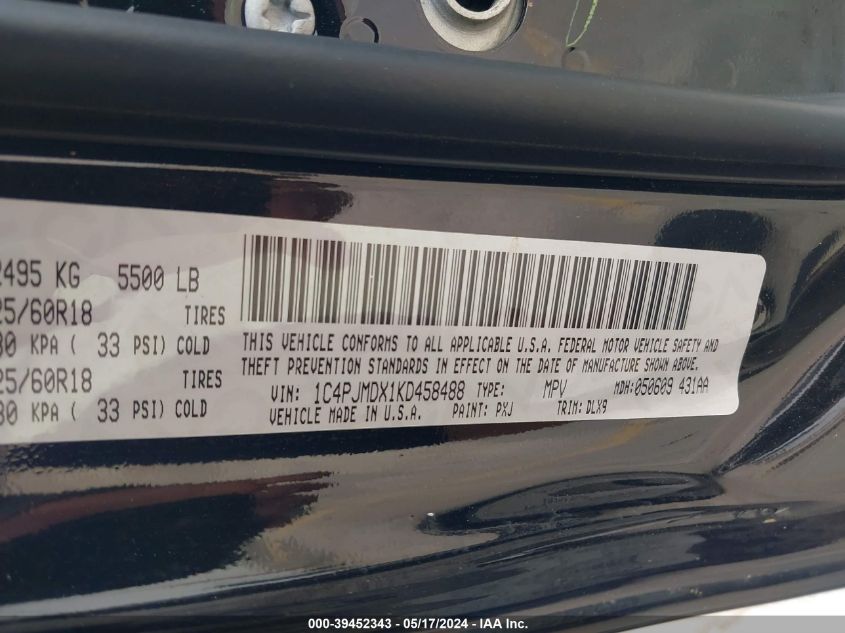 2495 KG 5500 LB
25/60R18 TIRES
30 KPA ( 33 PSI) COLD
25/60R18 TIRES
30 KPA ( 33 PSI) COLD
THIS VEHICLE CONFORMS TO ALL APPLICABLE U.S.A. FEDERAL MOTOR VEHICLE SAFETY AND
THEFT PREVENTION STANDARDS IN EFFECT ON THE DATE OF MANUFACTURE SHOWN ABOVE.
VIN: 1C4PJMDX1KD458488 TYPE: MPV MDH: 050609 431AA
VEHICLE MADE IN U.S.A. PAINT: PXJ TRIM: DLX9
000-39452343 - 05/17/2024 - IAAI.com